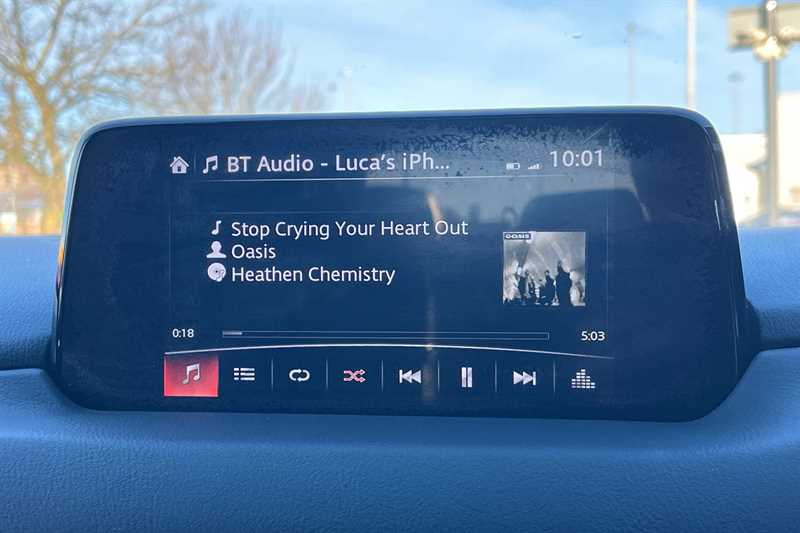 BT Audio - Luca's iPh... 10:01
Stop Crying Your Heart Out
Oasis
Heathen Chemistry
OASIS
0:18 5:03